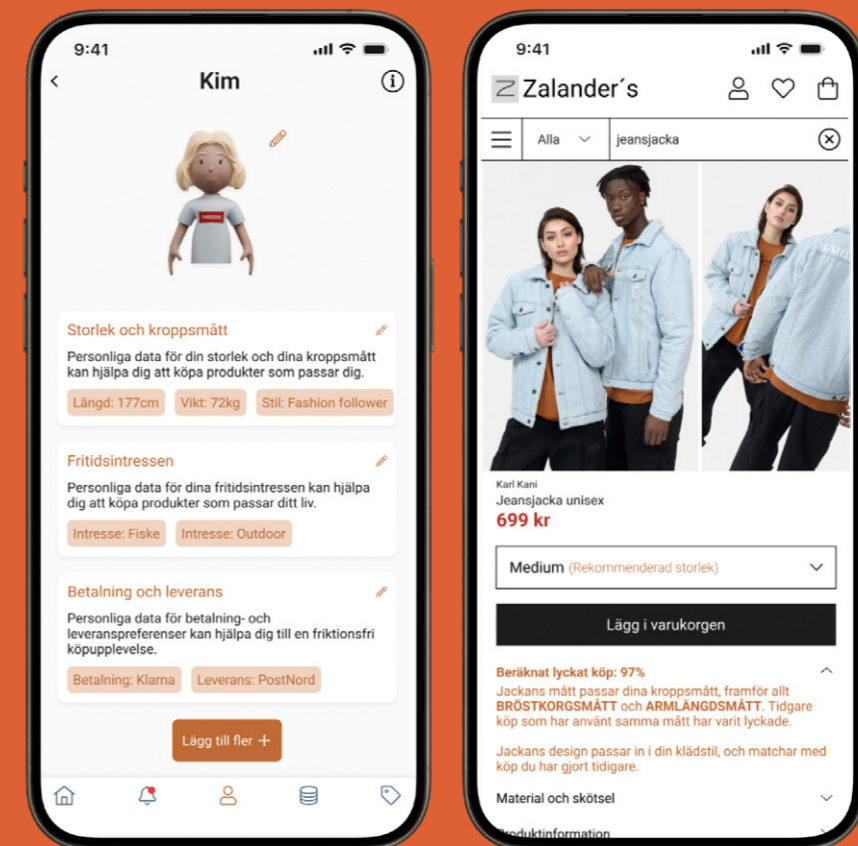 9:41
Kim
Storlek och kroppsmått
Personliga data för din storlek och dina kroppsmått
kan hjälpa dig att köpa produkter som passar dig.
Längd: 177cm
Vikt: 72kg
Stil: Fashion follower
Fritidsintressen
Personliga data för dina fritidsintressen kan hjälpa
dig att köpa produkter som passar ditt liv.
Intresse: Fiske
Intresse: Outdoor
Betalning och leverans
Personliga data för betalning- och
leveranspreferenser kan hjälpa dig till en friktionsfri
köpupplevelse.
Betalning: Klarna
Leverans: PostNord
Lägg till fler +
9:41
Zalander´s
Alla
jeansjacka
Karl Kani
Jeansjacka unisex
699 kr
Medium (Rekommenderad storlek)
Lägg i varukorgen
Beräknat lyckat köp: 97%
Jackans mått passar dina kroppsmått, framför allt
BRÖSTKORGSMÅTT och ARMLÄNGDSMÅTT. Tidgare
köp som har använt samma mått har varit lyckade.
Jackans design passar in i din klädstil, och matchar med
köp du har gjort tidigare.
Material och skötsel
Produktinformation